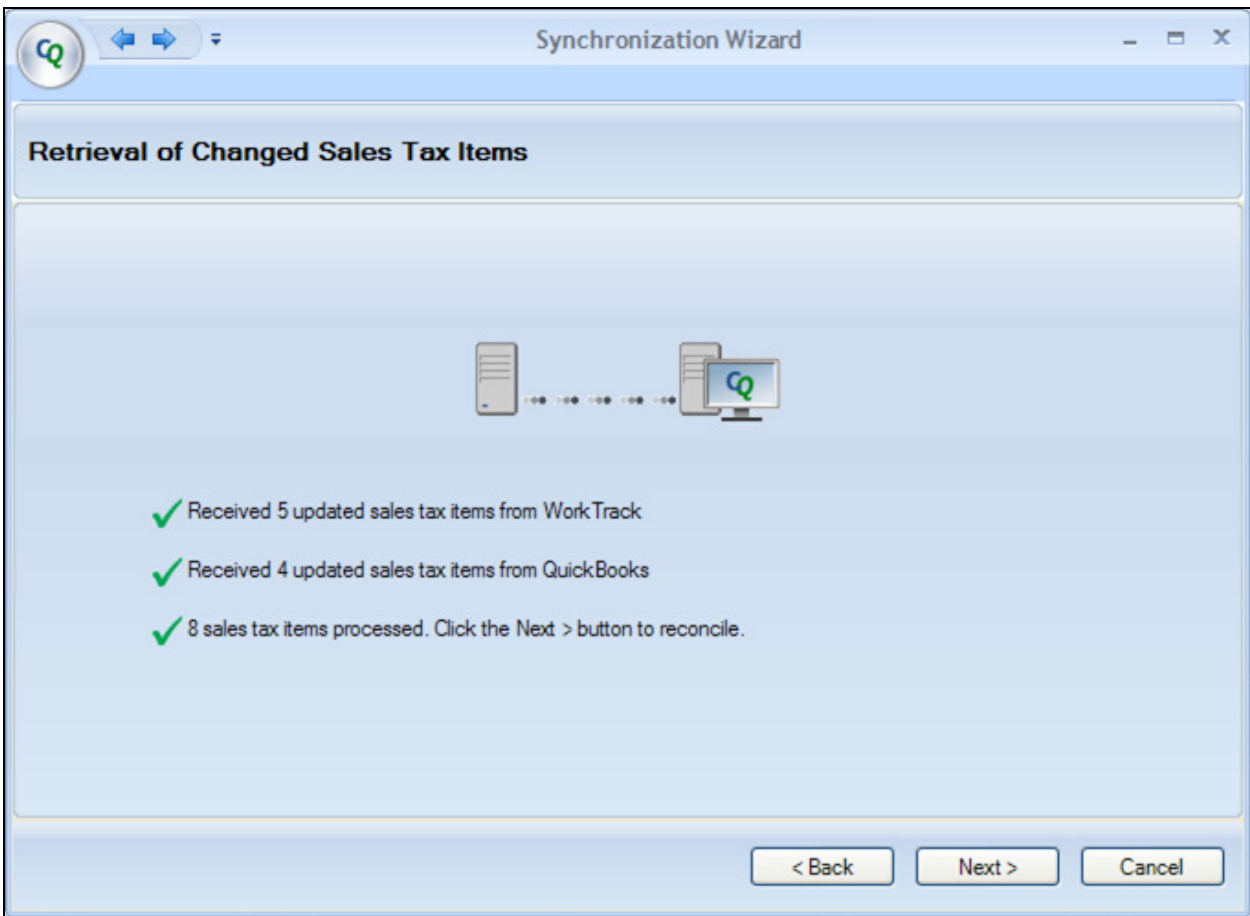 CQ
Synchronization Wizard
Retrieval of Changed Sales Tax Items
CQ
Received 5 updated sales tax items from WorkTrack
Received 4 updated sales tax items from QuickBooks
8 sales tax items processed. Click the Next > button to reconcile.
< Back
Next >
Cancel